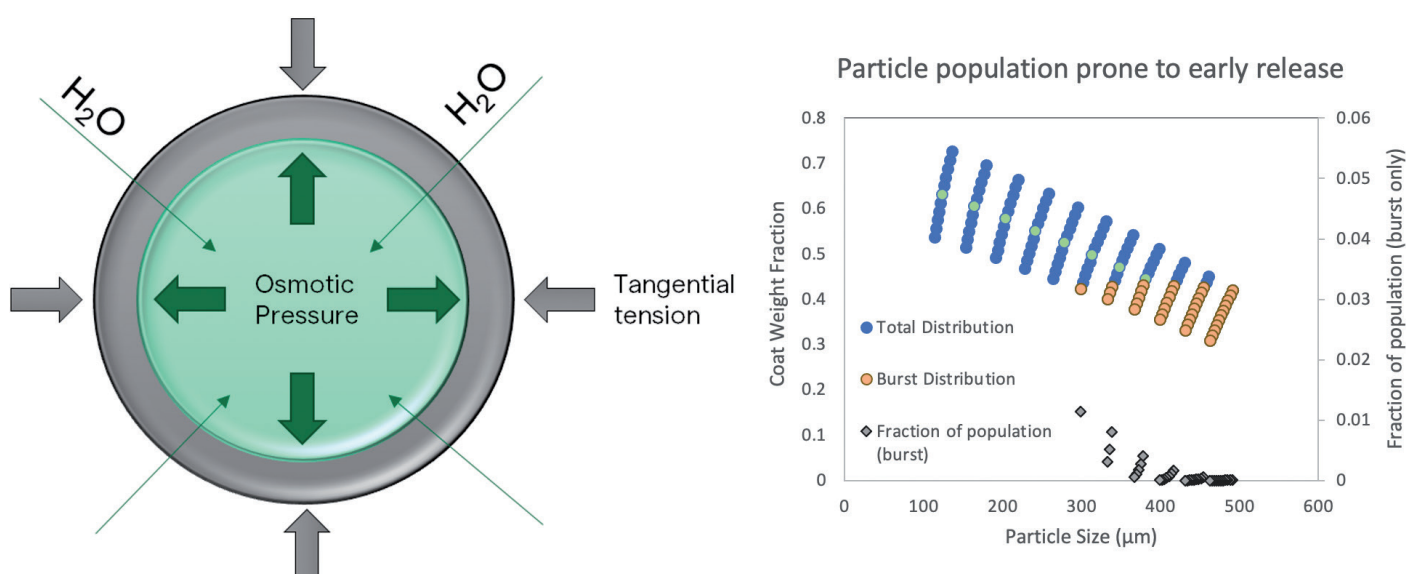 H₂O
H₂O
Osmotic
Pressure
Tangential
tension
Particle population prone to early release
Coat Weight Fraction
0.8
0.7
0.6
0.5
0.4
0.3
0.2
0.1
0
Total Distribution
Burst Distribution
Fraction of population
(burst)
0.06
0.05
0.04
0.03
0.02
0.01
0
Fraction of population (burst only)
0 100 200 300 400 500 600
Particle Size (μm)